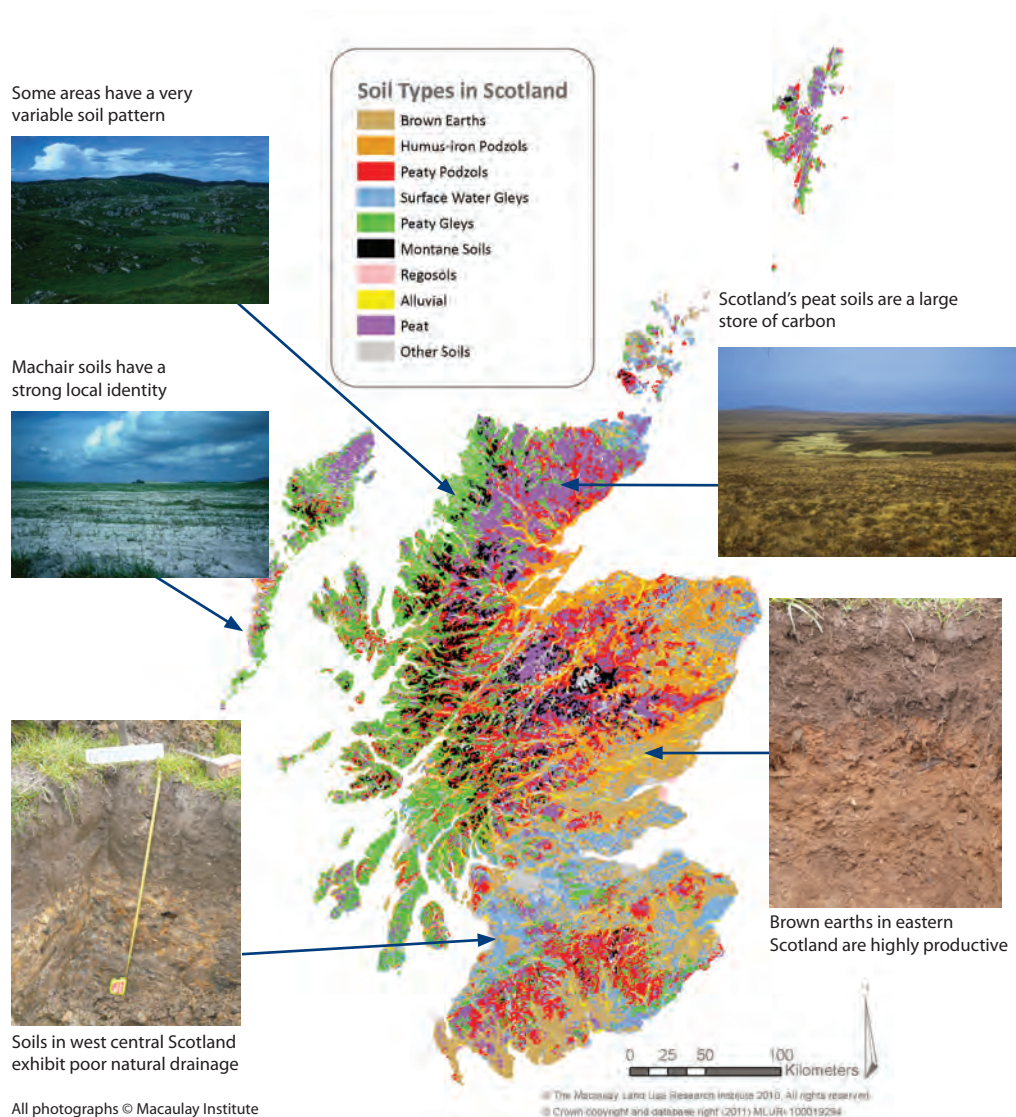 Some areas have a very
variable soil pattern
Soil Types in Scotland
Brown Earths
Humus-iron Podzols
Peaty Podzols
Surface Water Gleys
Peaty Gleys
Montane Soils
Regosols
Alluvial
Peat
Other Soils
Scotland's peat soils are a large
store of carbon
Machair soils have a
strong local identity
Brown earths in eastern
Scotland are highly productive
Soils in west central Scotland
exhibit poor natural drainage
0 25 50 100
Kilometers
© The Macaulay Land Use Research Institute 2010. All rights reserved.
© Crown copyright and database right (2011) MLURI 100019294
All photographs © Macaulay Institute